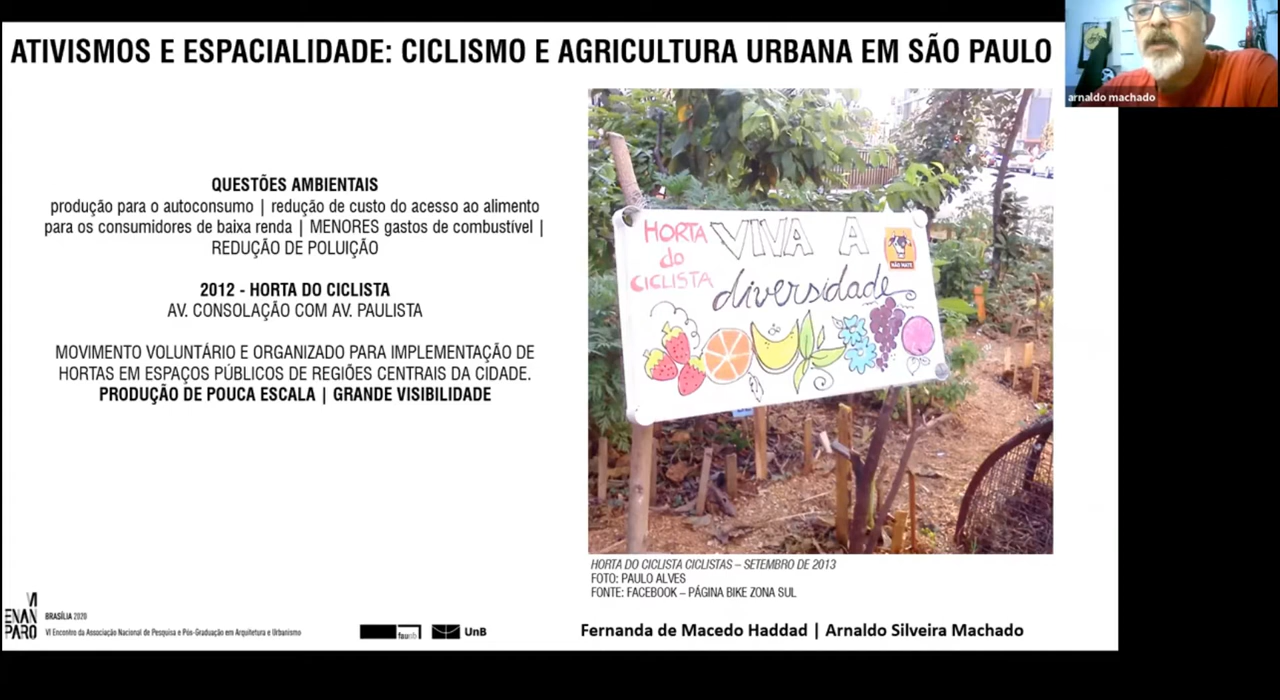 ATIVISMOS E ESPACIALIDADE: CICLISMO E AGRICULTURA URBANA EM SÃO PAULO
arnaldo machado
QUESTÕES AMBIENTAIS
produção para o autoconsumo | redução de custo do acesso ao alimento
para os consumidores de baixa renda | MENORES gastos de combustível |
REDUÇÃO DE POLUIÇÃO
2012 - HORTA DO CICLISTA
AV. CONSOLAÇÃO COM AV. PAULISTA
MOVIMENTO VOLUNTÁRIO E ORGANIZADO PARA IMPLEMENTAÇÃO DE
HORTAS EM ESPAÇOS PÚBLICOS DE REGIÕES CENTRAIS DA CIDADE.
PRODUÇÃO DE POUCA ESCALA | GRANDE VISIBILIDADE
HORTA
do
CICLISTA
VIVA A
diversidade
NÃO MATE
HORTA DO CICLISTA CICLISTAS – SETEMBRO DE 2013
FOTO: PAULO ALVES
FONTE: FACEBOOK – PÁGINA BIKE ZONA SUL
VI
ENAN
PARQ
BRASÍLIA 2020
VI Encontro da Associação Nacional de Pesquisa e Pós-Graduação em Arquitetura e Urbanismo
fauunb
UnB
Fernanda de Macedo Haddad | Arnaldo Silveira Machado